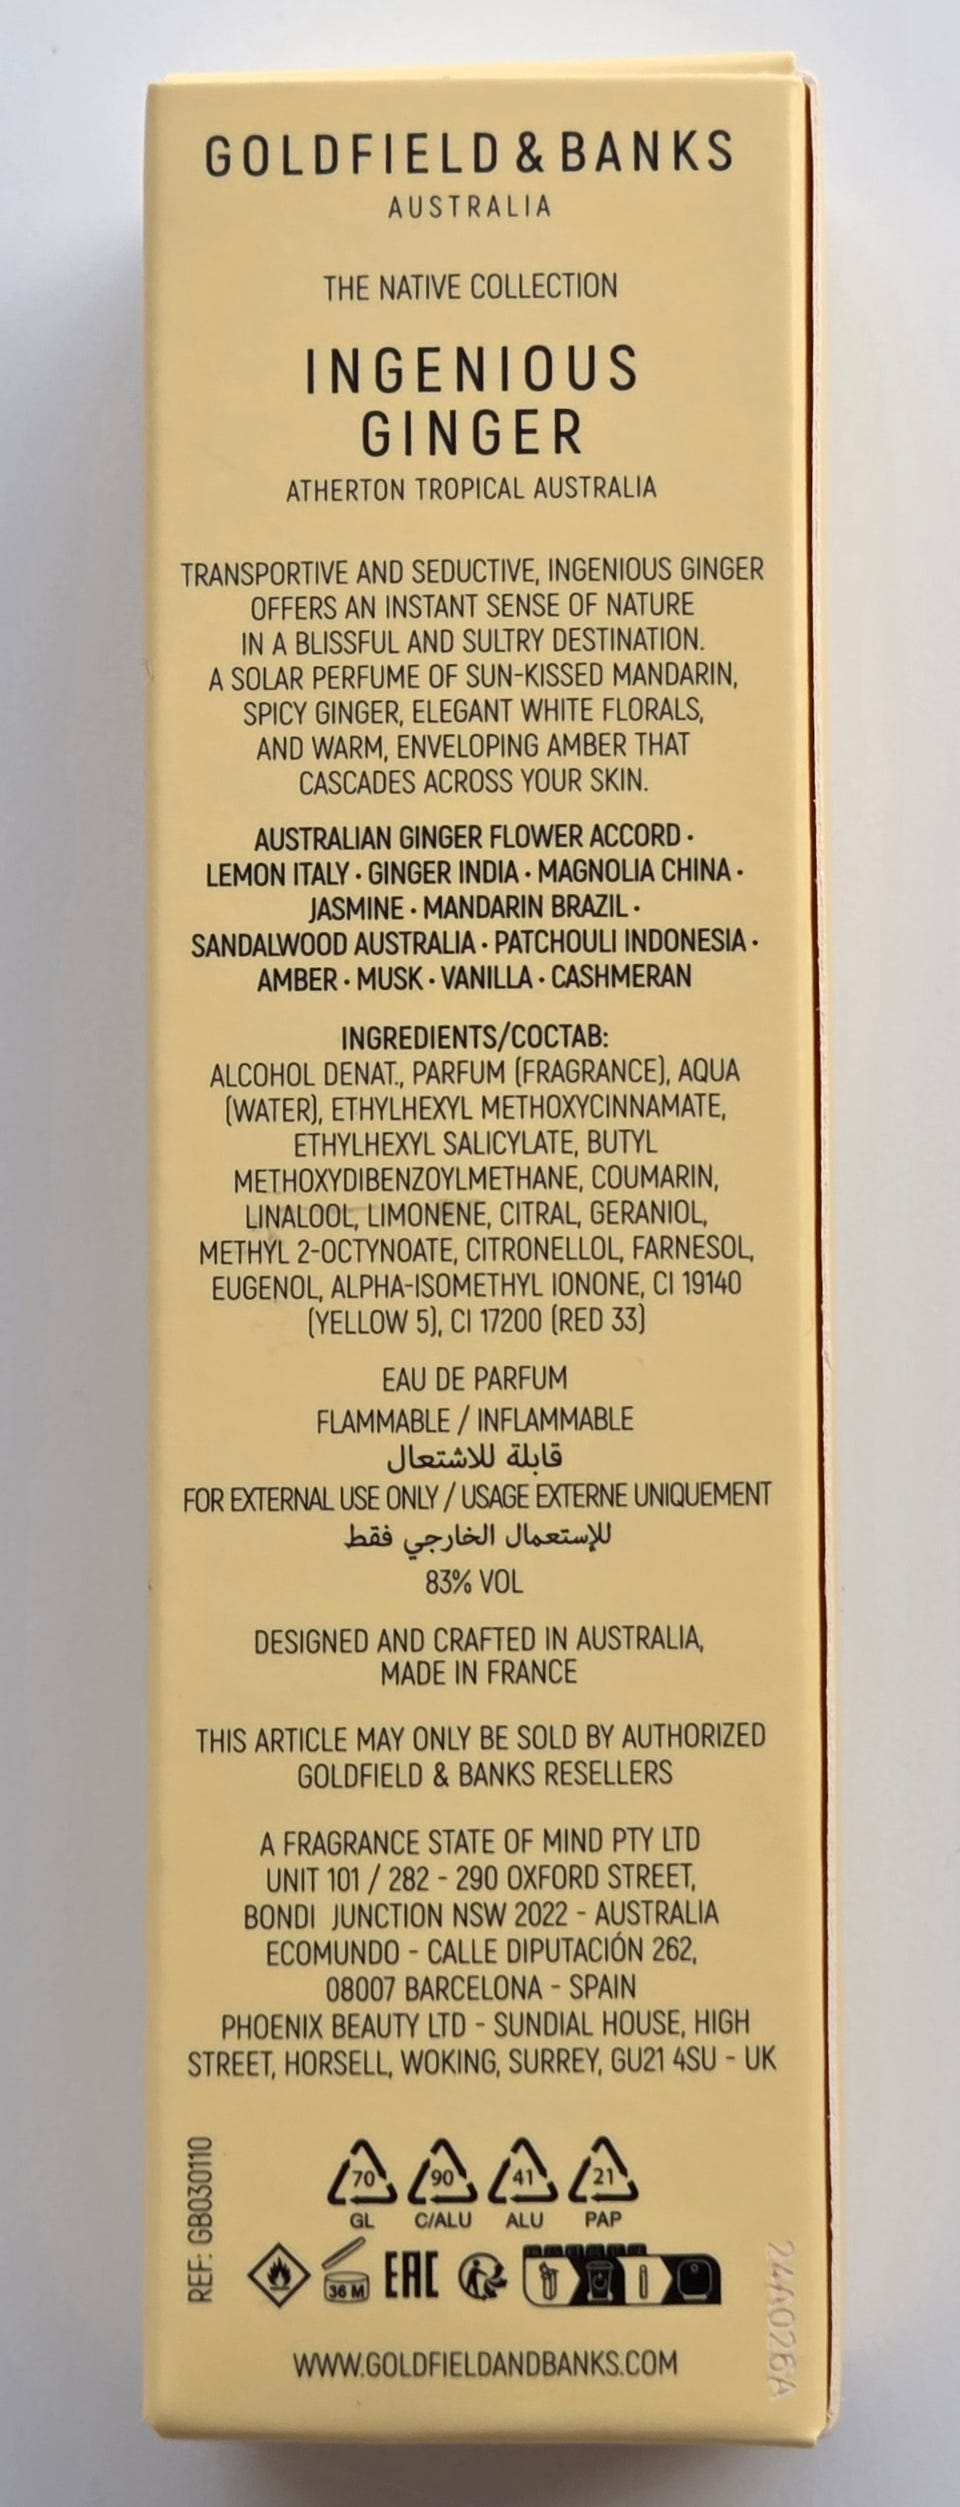 GOLDFIELD & BANKS
AUSTRALIA
THE NATIVE COLLECTION
INGENIOUS
GINGER
ATHERTON TROPICAL AUSTRALIA
TRANSPORTIVE AND SEDUCTIVE, INGENIOUS GINGER
OFFERS AN INSTANT SENSE OF NATURE
IN A BLISSFUL AND SULTRY DESTINATION.
A SOLAR PERFUME OF SUN-KISSED MANDARIN,
SPICY GINGER, ELEGANT WHITE FLORALS,
AND WARM, ENVELOPING AMBER THAT
CASCADES ACROSS YOUR SKIN.
AUSTRALIAN GINGER FLOWER ACCORD •
LEMON ITALY • GINGER INDIA • MAGNOLIA CHINA •
JASMINE • MANDARIN BRAZIL •
SANDALWOOD AUSTRALIA • PATCHOULI INDONESIA •
AMBER • MUSK • VANILLA • CASHMERAN
INGREDIENTS/СОСТАВ:
ALCOHOL DENAT., PARFUM (FRAGRANCE), AQUA
(WATER), ETHYLHEXYL METHOXYCINNAMATE,
ETHYLHEXYL SALICYLATE, BUTYL
METHOXYDIBENZOYLMETHANE, COUMARIN,
LINALOOL, LIMONENE, CITRAL, GERANIOL,
METHYL 2-OCTYNOATE, CITRONELLOL, FARNESOL,
EUGENOL, ALPHA-ISOMETHYL IONONE, CI 19140
(YELLOW 5), CI 17200 (RED 33)
EAU DE PARFUM
FLAMMABLE / INFLAMMABLE
قابلة للاشتعال
FOR EXTERNAL USE ONLY / USAGE EXTERNE UNIQUEMENT
للإستعمال الخارجي فقط
83% VOL
DESIGNED AND CRAFTED IN AUSTRALIA,
MADE IN FRANCE
THIS ARTICLE MAY ONLY BE SOLD BY AUTHORIZED
GOLDFIELD & BANKS RESELLERS
A FRAGRANCE STATE OF MIND PTY LTD
UNIT 101 / 282 - 290 OXFORD STREET,
BONDI JUNCTION NSW 2022 - AUSTRALIA
ECOMUNDO - CALLE DIPUTACIÓN 262,
08007 BARCELONA - SPAIN
PHOENIX BEAUTY LTD - SUNDIAL HOUSE, HIGH
STREET, HORSELL, WOKING, SURREY, GU21 4SU - UK
REF: GB030110
70 90 41 21
GL C/ALU ALU PAP
36 M EAC
24A026A
WWW.GOLDFIELDANDBANKS.COM